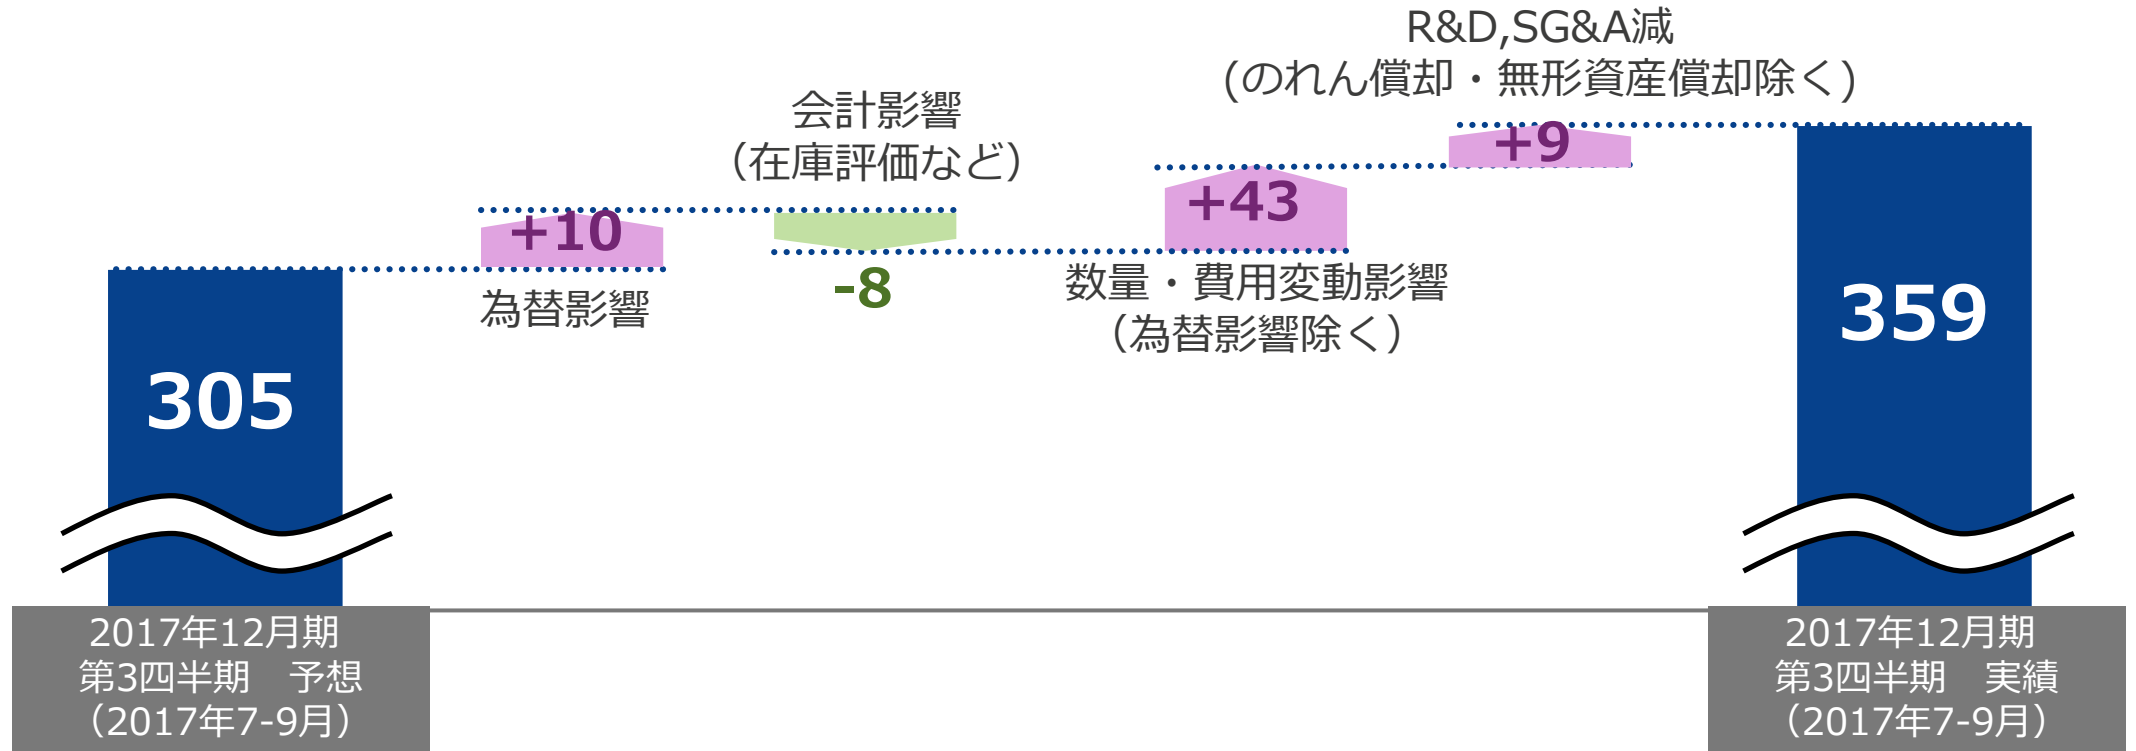 305
2017年12月期
第3四半期　予想
（2017年7-9月）
+10
為替影響
会計影響
（在庫評価など）
-8
+43
数量・費用変動影響
（為替影響除く）
R&D,SG&A減
(のれん償却・無形資産償却除く)
+9
359
2017年12月期
第3四半期　実績
（2017年7-9月）